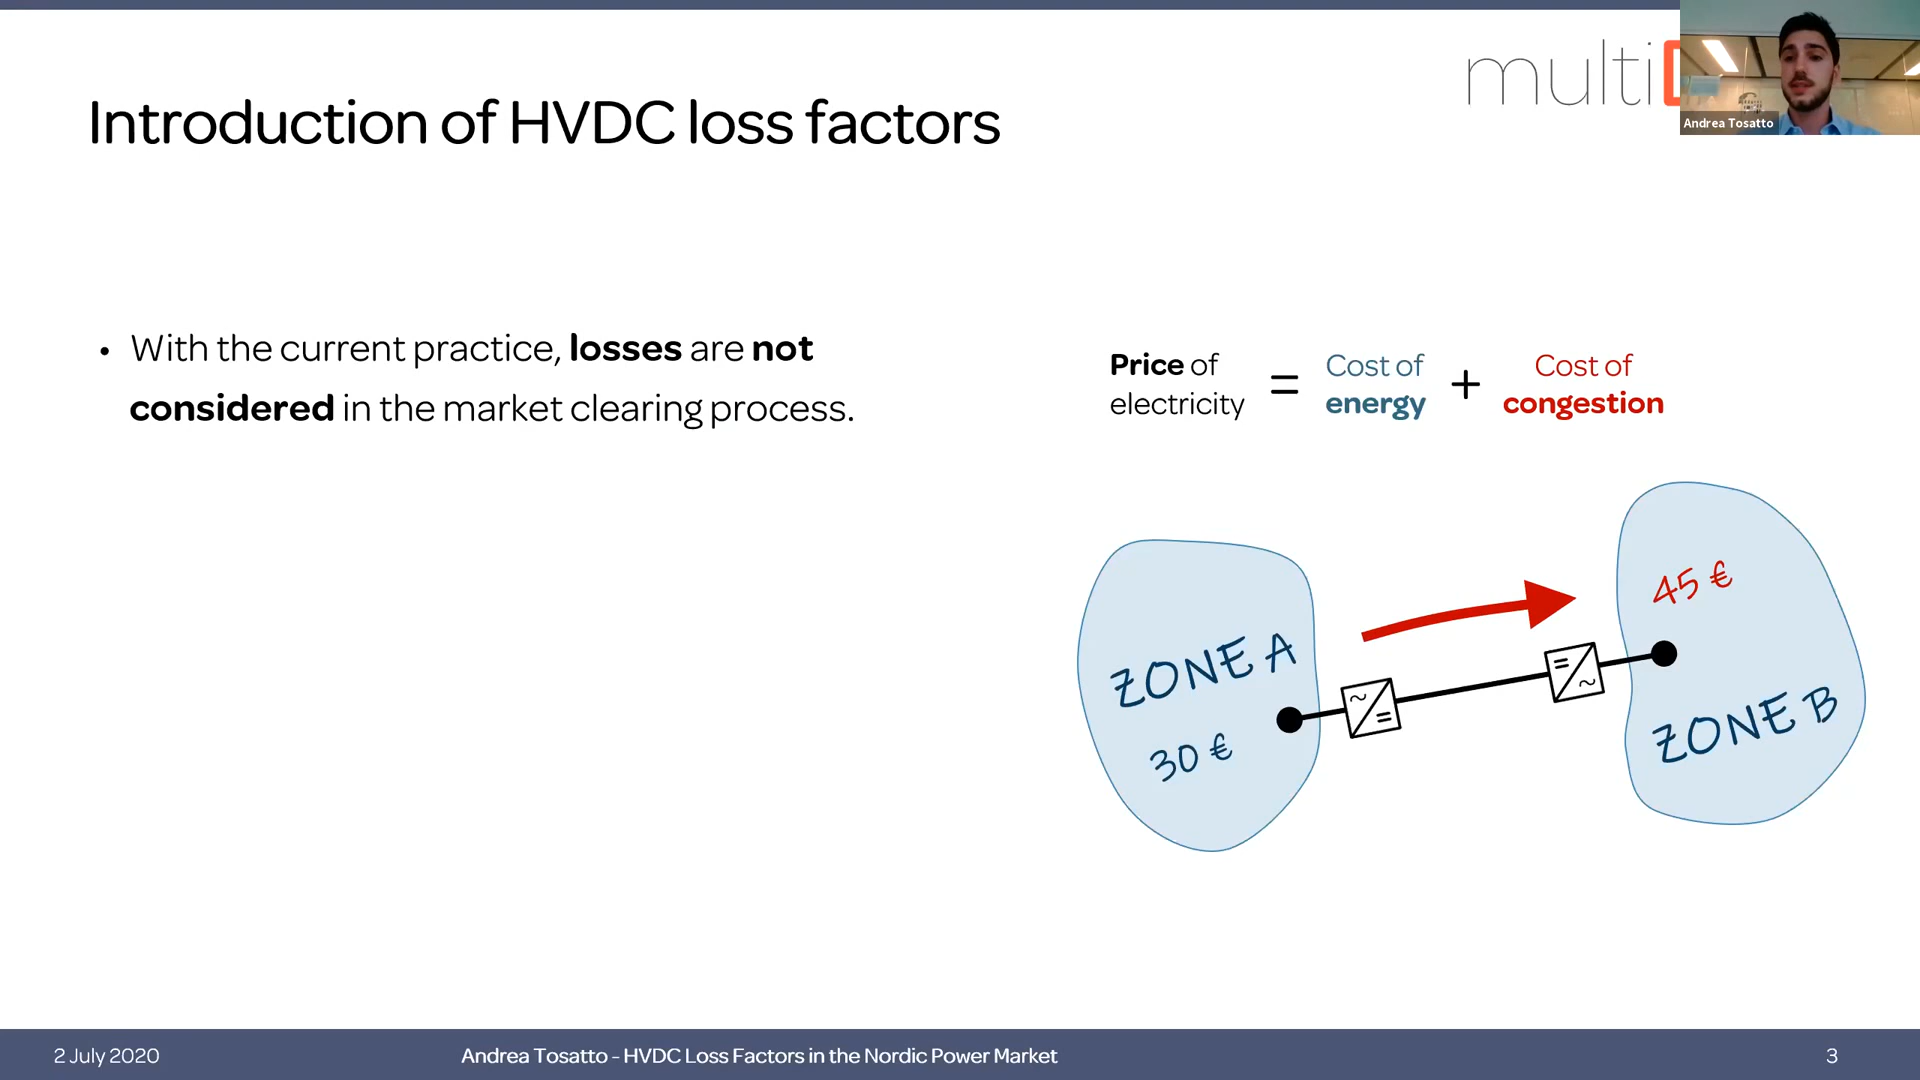 multi
Andrea Tosatto
Introduction of HVDC loss factors
• With the current practice, losses are not
considered in the market clearing process.
Price of
electricity
=
Cost of
energy
+
Cost of
congestion
ZONE A
30 €
45 €
ZONE B
2 July 2020
Andrea Tosatto - HVDC Loss Factors in the Nordic Power Market
3